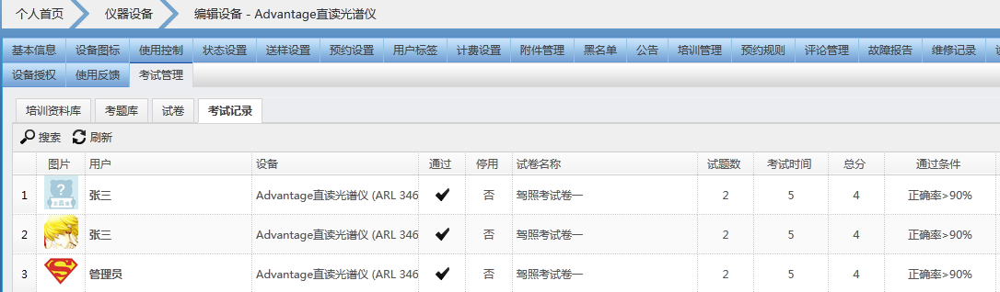 个人首页 仪器设备 编辑设备 - Advantage直读光谱仪
基本信息 设备图标 使用控制 状态设置 送样设置 预约设置 用户标签 计费设置 附件管理 黑名单 公告 培训管理 预约规则 评论管理 故障报告 维修记录
设备授权 使用反馈 考试管理
培训资料库 考题库 试卷 考试记录
搜索 刷新
图片 用户 设备 通过 停用 试卷名称 试题数 考试时间 总分 通过条件
1 张三 Advantage直读光谱仪 (ARL 346 否 驾照考试卷一 2 5 4 正确率>90%
2 张三 Advantage直读光谱仪 (ARL 346 否 驾照考试卷一 2 5 4 正确率>90%
3 管理员 Advantage直读光谱仪 (ARL 346 否 驾照考试卷一 2 5 4 正确率>90%